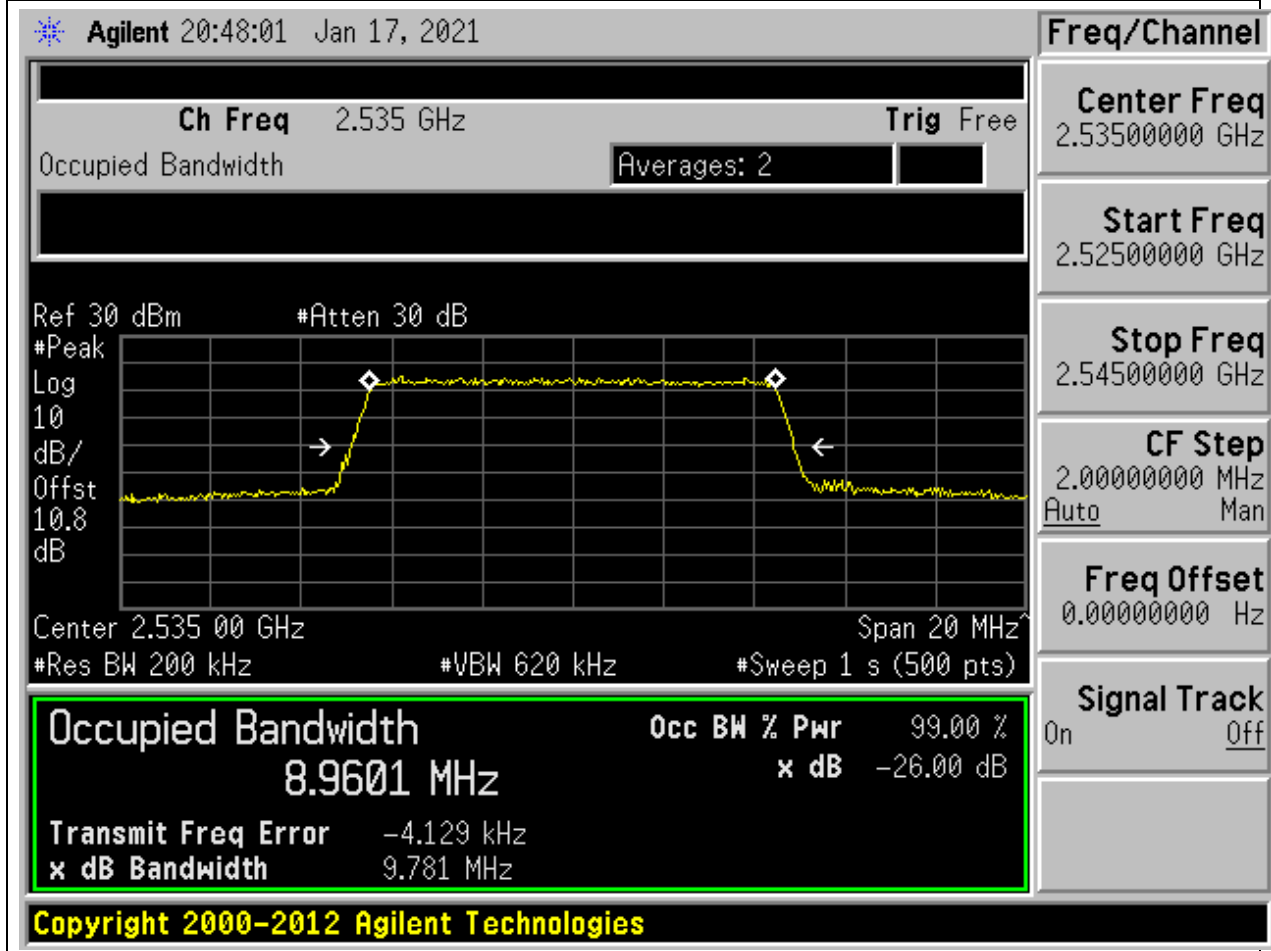 Agilent 20:48:01 Jan 17, 2021
Ch Freq 2.535 GHz Trig Free
Occupied Bandwidth Averages: 2
Ref 30 dBm #Atten 30 dB
#Peak
Log
10
dB/
Offst
10.8
dB
Center 2.535 00 GHz Span 20 MHz^
#Res BW 200 kHz #VBW 620 kHz #Sweep 1 s (500 pts)
Occupied Bandwidth Occ BW % Pwr 99.00 %
8.9601 MHz x dB -26.00 dB
Transmit Freq Error -4.129 kHz
x dB Bandwidth 9.781 MHz
Copyright 2000-2012 Agilent Technologies
Freq/Channel
Center Freq
2.53500000 GHz
Start Freq
2.52500000 GHz
Stop Freq
2.54500000 GHz
CF Step
2.00000000 MHz
Auto Man
Freq Offset
0.00000000 Hz
Signal Track
On Off